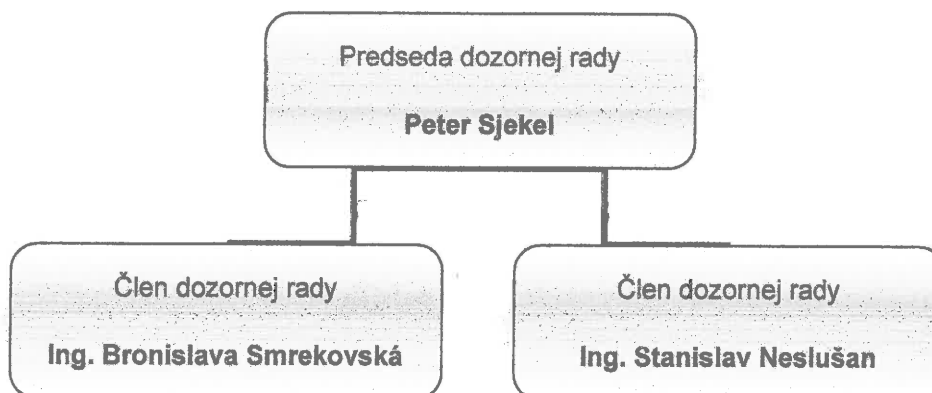 Predseda dozornej rady
Peter Sjekel
Člen dozornej rady
Ing. Bronislava Smrekovská
Člen dozornej rady
Ing. Stanislav Neslušan